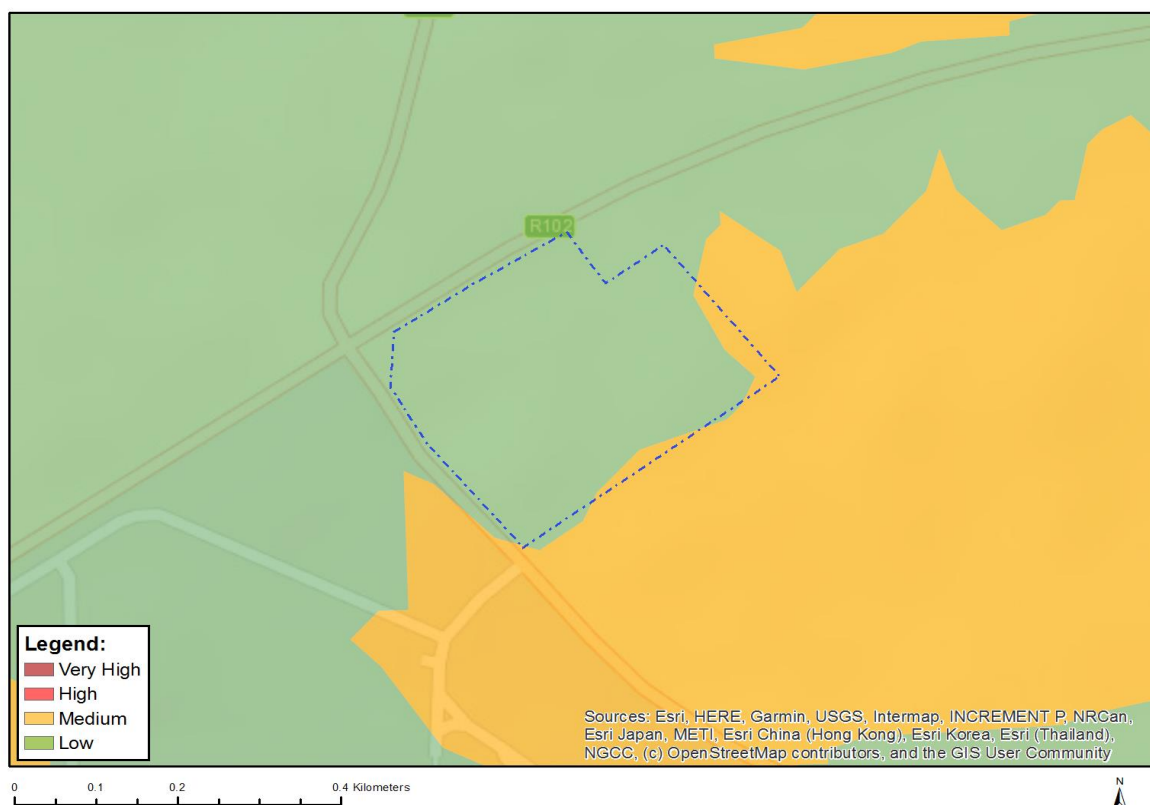 R102
Legend:
Very High
High
Medium
Low
Sources: Esri, HERE, Garmin, USGS, Intermap, INCREMENT P, NRCan,
Esri Japan, METI, Esri China (Hong Kong), Esri Korea, Esri (Thailand),
NGCC, (c) OpenStreetMap contributors, and the GIS User Community
0 0.1 0.2 0.4 Kilometers
N